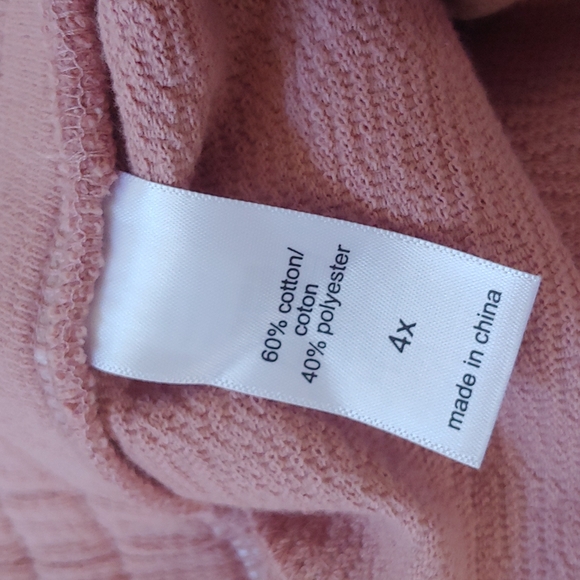 60% cotton/
coton
40% polyester
4x
made in china